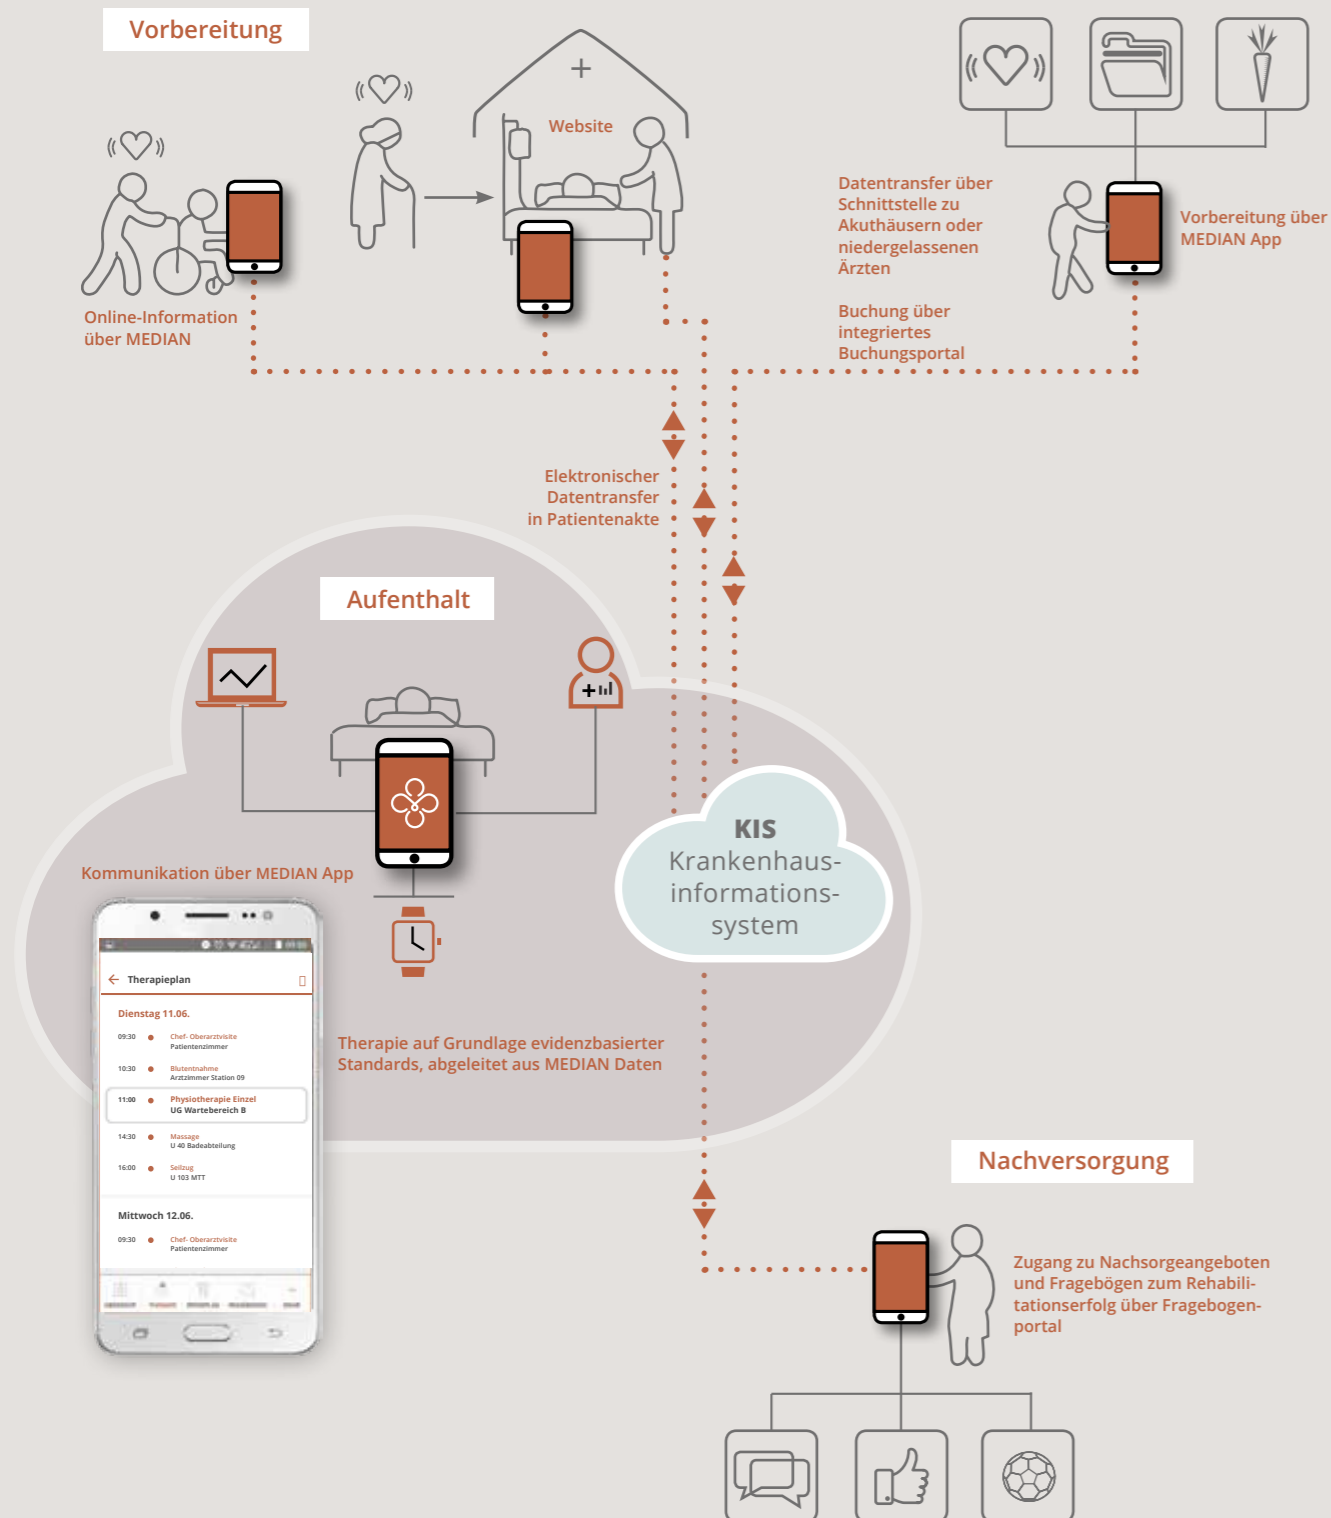 Vorbereitung
Website
Online-Information
über MEDIAN
Datentransfer über
Schnittstelle zu
Akuthäusern oder
niedergelassenen
Ärzten
Buchung über
integriertes
Buchungsportal
Vorbereitung über
MEDIAN App
Elektronischer
Datentransfer
in Patientenakte
Aufenthalt
KIS
Krankenhaus-
informations-
system
Kommunikation über MEDIAN App
Therapieplan
Dienstag 11.06.
09:30 Chef- Oberarztvisite
Patientenzimmer
10:30 Blutentnahme
Arztzimmer Station 09
11:00 Physiotherapie Einzel
UG Wartebereich B
14:30 Massage
U 40 Badeabteilung
16:00 Seilzug
U 103 MTT
Mittwoch 12.06.
09:30 Chef- Oberarztvisite
Patientenzimmer
Therapie auf Grundlage evidenzbasierter
Standards, abgeleitet aus MEDIAN Daten
Nachversorgung
Zugang zu Nachsorgeangeboten
und Fragebögen zum Rehabili-
tationserfolg über Fragebogen-
portal